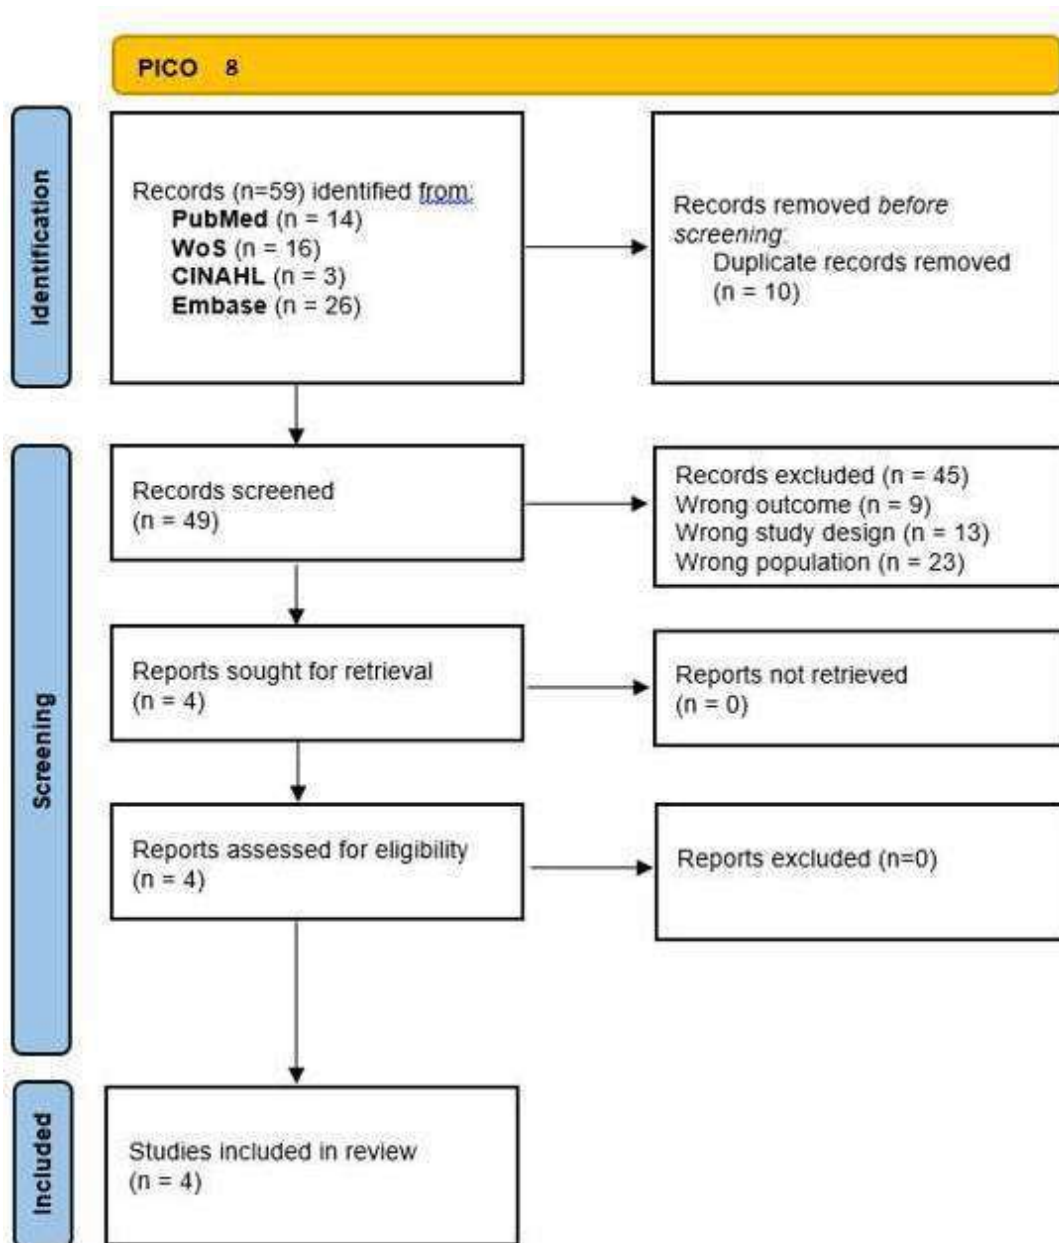 PICO 8
Identification
Records (n=59) identified from:
PubMed (n = 14)
WoS (n = 16)
CINAHL (n = 3)
Embase (n = 26)
Records removed before
screening:
Duplicate records removed
(n = 10)
Screening
Records screened
(n = 49)
Records excluded (n = 45)
Wrong outcome (n = 9)
Wrong study design (n = 13)
Wrong population (n = 23)
Reports sought for retrieval
(n = 4)
Reports not retrieved
(n = 0)
Reports assessed for eligibility
(n = 4)
Reports excluded (n=0)
Included
Studies included in review
(n = 4)